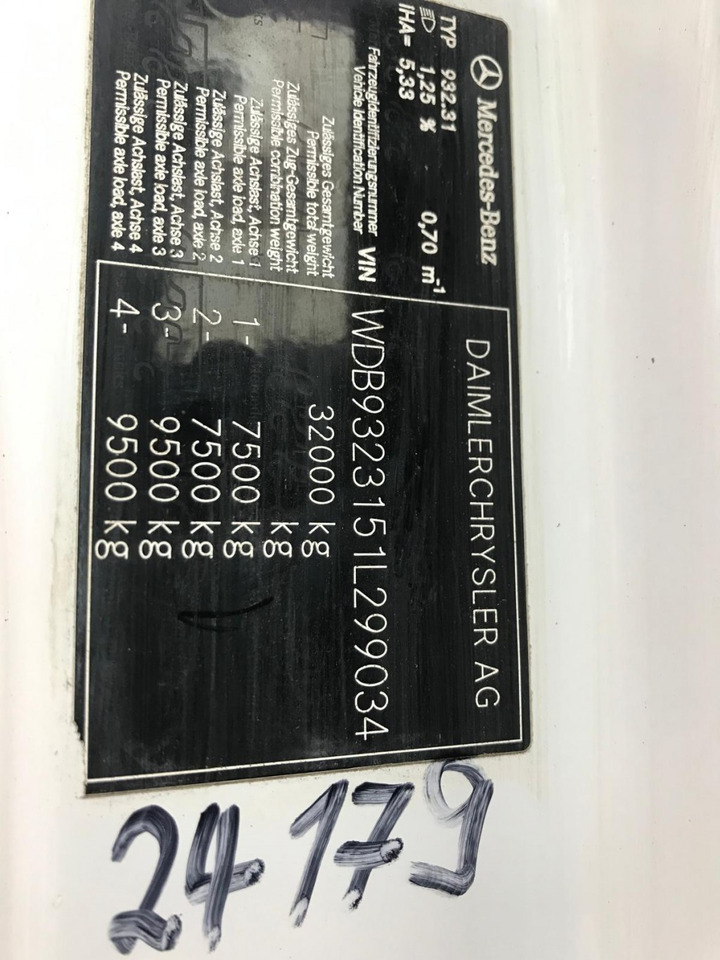 Mercedes-Benz
DAIMLERCHRYSLER AG
TYP 932.31
1,25 % 0,70 m-1
IHA= 5,33
Fahrzeugidentifizierungsnummer
Vehicle Identification Number VIN WDB9323151L299034
Zulässiges Gesamtgewicht
Permissible total weight 32000 kg
Zulässiges Zug-Gesamtgewicht
Permissible combination weight kg
Zulässige Achslast, Achse 1
Permissible axle load, axle 1 1- 7500 kg
Zulässige Achslast, Achse 2
Permissible axle load, axle 2 2- 7500 kg
Zulässige Achslast, Achse 3
Permissible axle load, axle 3 3- 9500 kg
Zulässige Achslast, Achse 4
Permissible axle load, axle 4 4- 9500 kg
24179